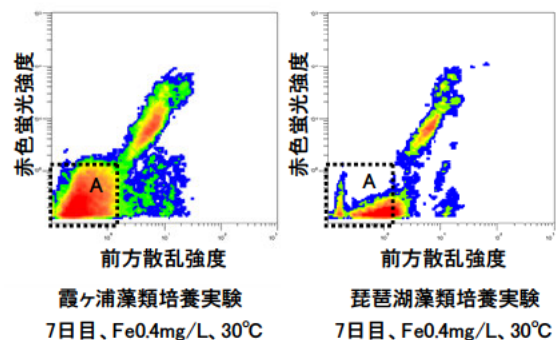 赤色蛍光強度
A
前方散乱強度
霞ヶ浦藻類培養実験
7日目、Fe0.4mg/L、30℃
赤色蛍光強度
A
前方散乱強度
琵琶湖藻類培養実験
7日目、Fe0.4mg/L、30℃